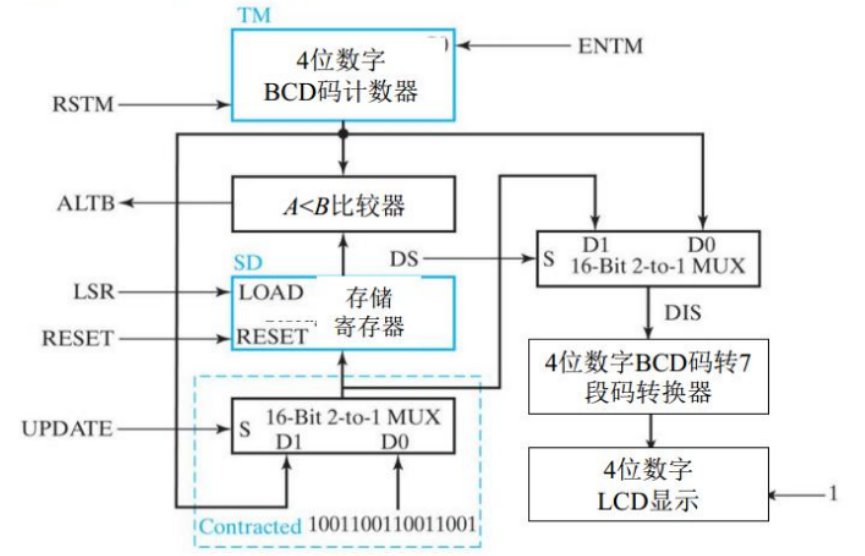 TM
4位数字
BCD码计数器
ENTM
RSTM
ALTB
A<B比较器
DS
S
D1 D0
16-Bit 2-to-1 MUX
SD
LSR
LOAD
存储
寄存器
RESET
RESET
DIS
4位数字BCD码转7
段码转换器
UPDATE
S
16-Bit 2-to-1 MUX
D1 D0
4位数字
LCD显示
1
Contracted 1001100110011001